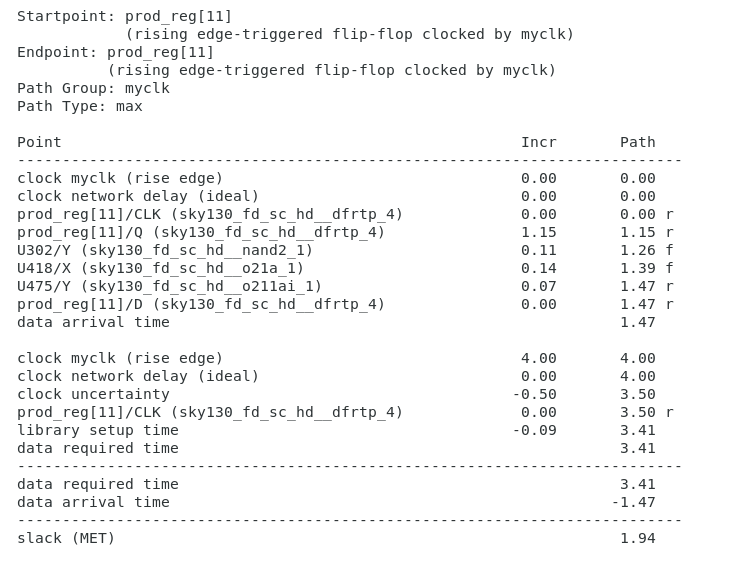 Startpoint: prod_reg[11]
(rising edge-triggered flip-flop clocked by myclk)
Endpoint: prod_reg[11]
(rising edge-triggered flip-flop clocked by myclk)
Path Group: myclk
Path Type: max
Point Incr Path
--------------------------------------------------------------------------
clock myclk (rise edge) 0.00 0.00
clock network delay (ideal) 0.00 0.00
prod_reg[11]/CLK (sky130_fd_sc_hd__dfrtp_4) 0.00 0.00 r
prod_reg[11]/Q (sky130_fd_sc_hd__dfrtp_4) 1.15 1.15 r
U302/Y (sky130_fd_sc_hd__nand2_1) 0.11 1.26 f
U418/X (sky130_fd_sc_hd__o21a_1) 0.14 1.39 f
U475/Y (sky130_fd_sc_hd__o211ai_1) 0.07 1.47 r
prod_reg[11]/D (sky130_fd_sc_hd__dfrtp_4) 0.00 1.47 r
data arrival time 1.47
clock myclk (rise edge) 4.00 4.00
clock network delay (ideal) 0.00 4.00
clock uncertainty -0.50 3.50
prod_reg[11]/CLK (sky130_fd_sc_hd__dfrtp_4) 0.00 3.50 r
library setup time -0.09 3.41
data required time 3.41
--------------------------------------------------------------------------
data required time 3.41
data arrival time -1.47
--------------------------------------------------------------------------
slack (MET) 1.94